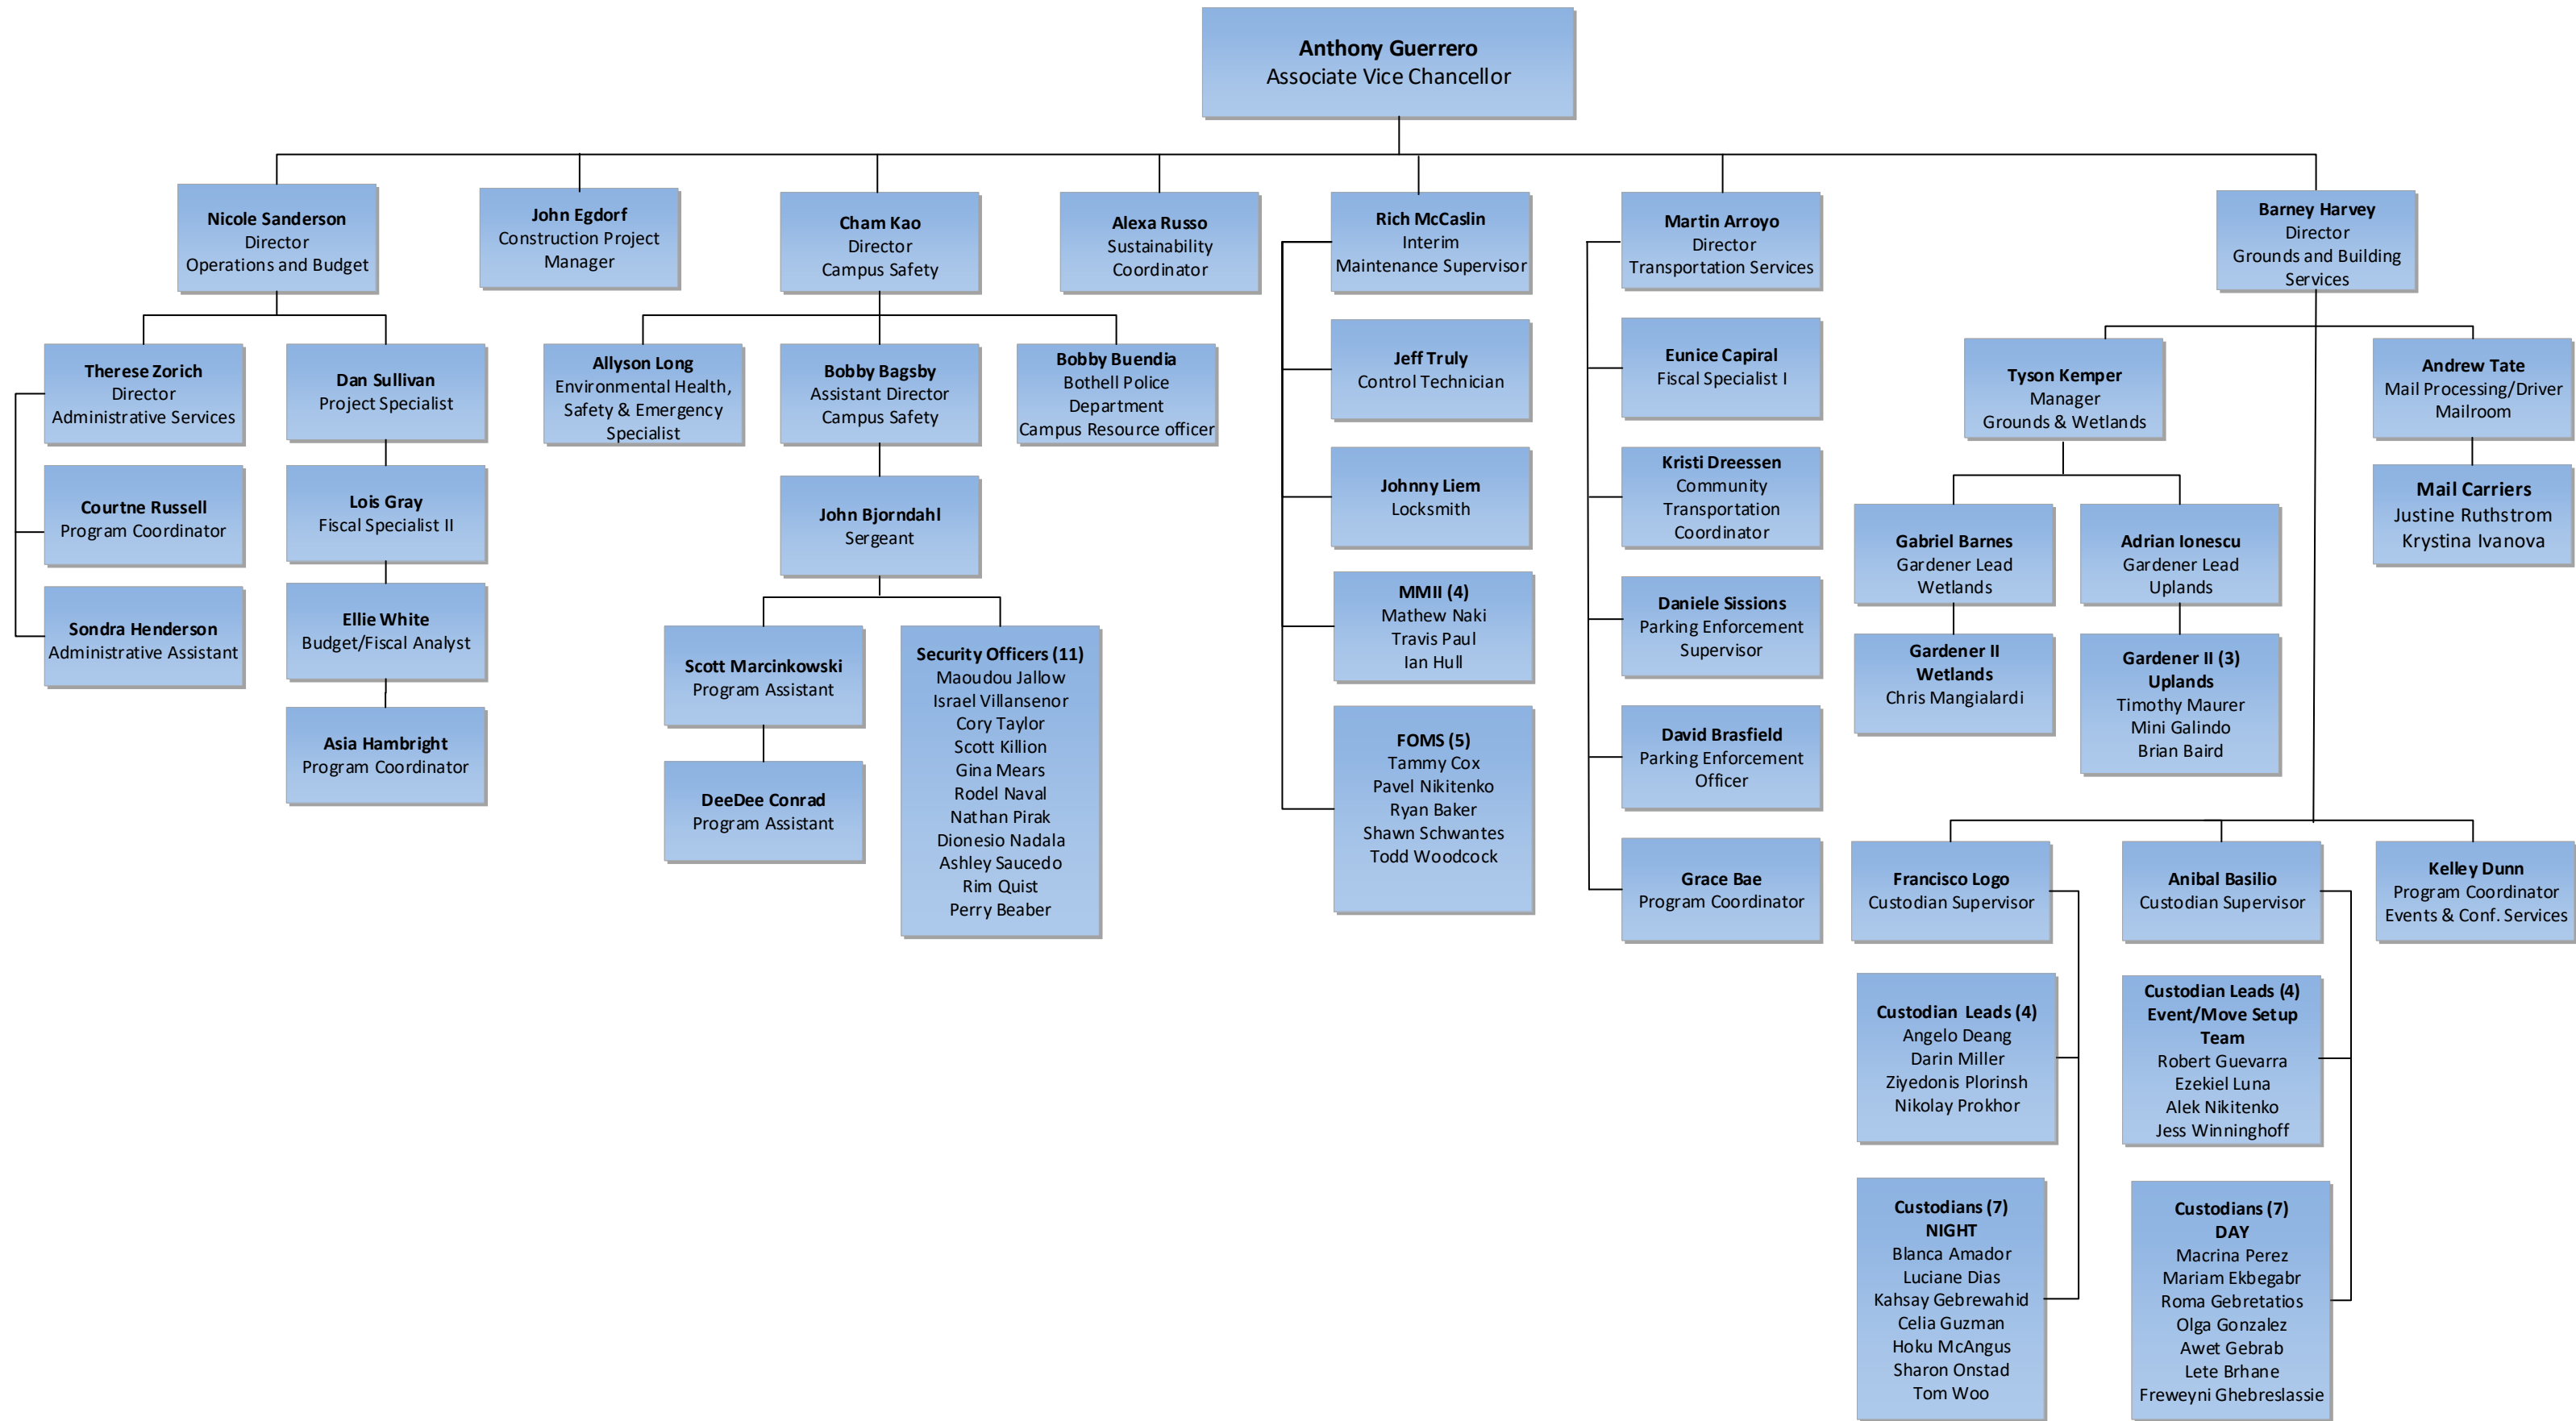 Anthony Guerrero
Associate Vice Chancellor
Nicole Sanderson
Director
Operations and Budget
John Egdorf
Construction Project
Manager
Cham Kao
Director
Campus Safety
Alexa Russo
Sustainability
Coordinator
Rich McCaslin
Interim
Maintenance Supervisor
Martin Arroyo
Director
Transportation Services
Barney Harvey
Director
Grounds and Building
Services
Therese Zorich
Director
Administrative Services
Courtne Russell
Program Coordinator
Sondra Henderson
Administrative Assistant
Dan Sullivan
Project Specialist
Lois Gray
Fiscal Specialist II
Ellie White
Budget/Fiscal Analyst
Asia Hambright
Program Coordinator
Allyson Long
Environmental Health,
Safety & Emergency
Specialist
Bobby Bagsby
Assistant Director
Campus Safety
Bobby Buendia
Bothell Police
Department
Campus Resource officer
John Bjorndahl
Sergeant
Scott Marcinkowski
Program Assistant
DeeDee Conrad
Program Assistant
Security Officers (11)
Maoudou Jallow
Israel Villansenor
Cory Taylor
Scott Killion
Gina Mears
Rodel Naval
Nathan Pirak
Dionesio Nadala
Ashley Saucedo
Rim Quist
Perry Beaber
Jeff Truly
Control Technician
Johnny Liem
Locksmith
MMII (4)
Mathew Naki
Travis Paul
Ian Hull
FOMS (5)
Tammy Cox
Pavel Nikitenko
Ryan Baker
Shawn Schwantes
Todd Woodcock
Eunice Capiral
Fiscal Specialist I
Kristi Dreessen
Community
Transportation
Coordinator
Daniele Sissions
Parking Enforcement
Supervisor
David Brasfield
Parking Enforcement
Officer
Grace Bae
Program Coordinator
Tyson Kemper
Manager
Grounds & Wetlands
Andrew Tate
Mail Processing/Driver
Mailroom
Mail Carriers
Justine Ruthstrom
Krystina Ivanova
Gabriel Barnes
Gardener Lead
Wetlands
Adrian Ionescu
Gardener Lead
Uplands
Gardener II
Wetlands
Chris Mangialardi
Gardener II (3)
Uplands
Timothy Maurer
Mini Galindo
Brian Baird
Francisco Logo
Custodian Supervisor
Anibal Basilio
Custodian Supervisor
Kelley Dunn
Program Coordinator
Events & Conf. Services
Custodian Leads (4)
Angelo Deang
Darin Miller
Ziyedonis Plorinsh
Nikolay Prokhor
Custodian Leads (4)
Event/Move Setup
Team
Robert Guevarra
Ezekiel Luna
Alek Nikitenko
Jess Winninghoff
Custodians (7)
NIGHT
Blanca Amador
Luciane Dias
Kahsay Gebrewahid
Celia Guzman
Hoku McAngus
Sharon Onstad
Tom Woo
Custodians (7)
DAY
Macrina Perez
Mariam Ekbegabr
Roma Gebretatios
Olga Gonzalez
Awet Gebrab
Lete Brhane
Freweyni Ghebreslassie